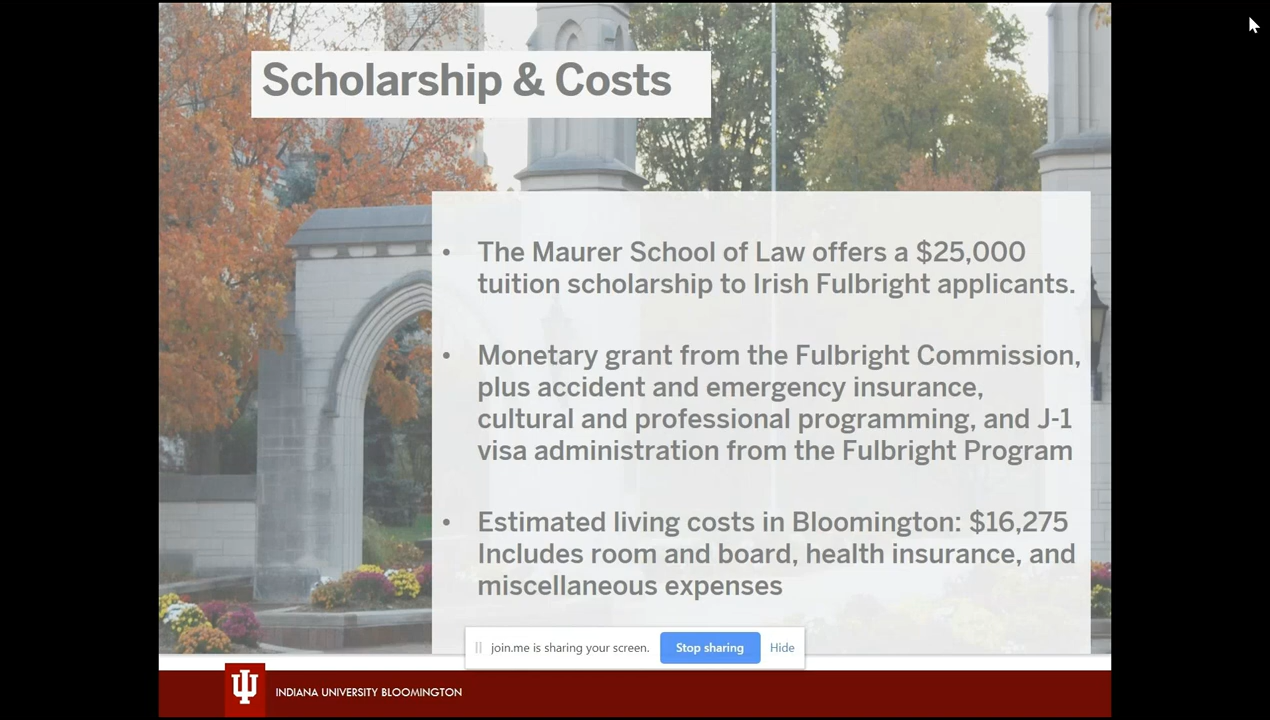 Scholarship & Costs
• The Maurer School of Law offers a $25,000
tuition scholarship to Irish Fulbright applicants.
• Monetary grant from the Fulbright Commission,
plus accident and emergency insurance,
cultural and professional programming, and J-1
visa administration from the Fulbright Program
• Estimated living costs in Bloomington: $16,275
Includes room and board, health insurance, and
miscellaneous expenses
join.me is sharing your screen. Stop sharing Hide
INDIANA UNIVERSITY BLOOMINGTON